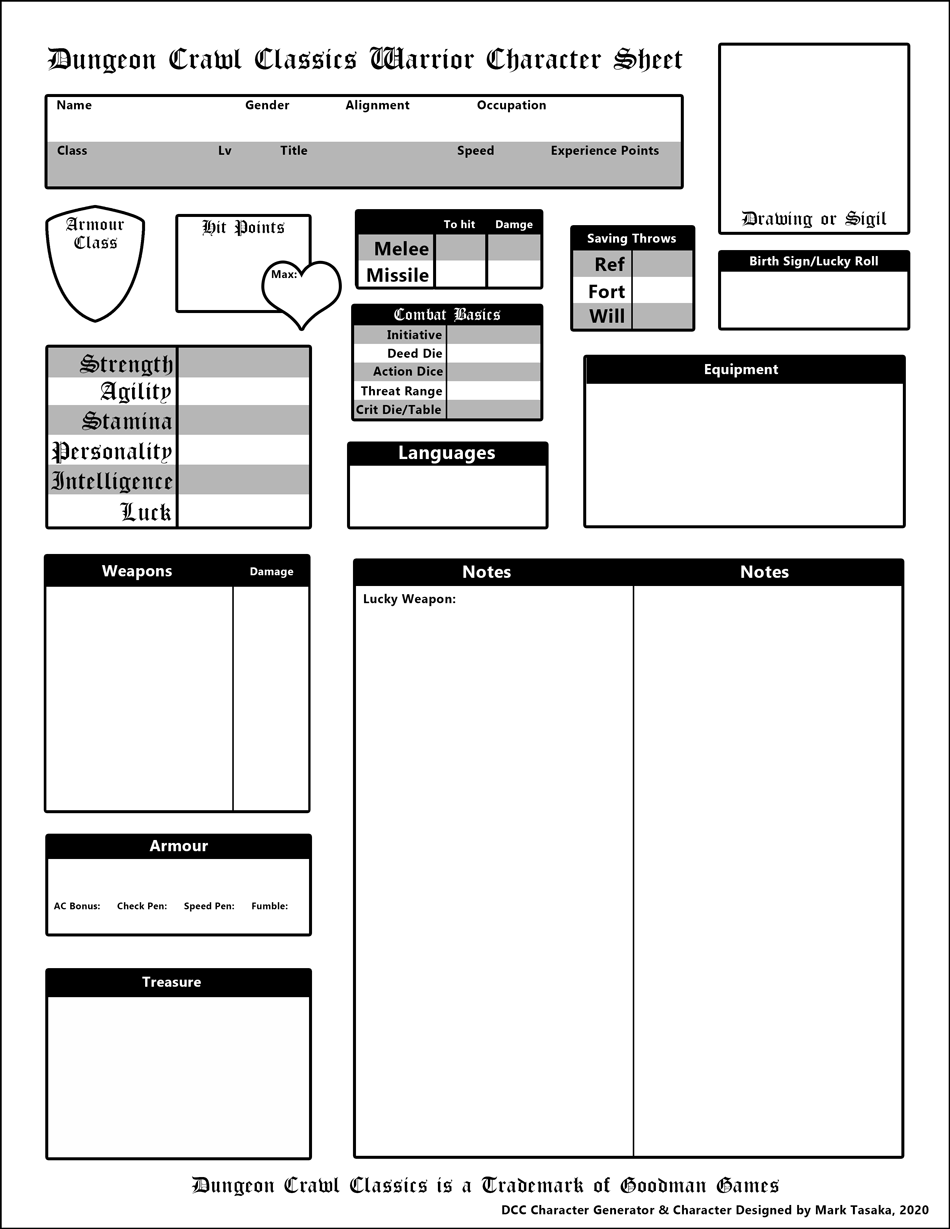 Dungeon Crawl Classics Warrior Character Sheet
Name Gender Alignment Occupation
Class Lv Title Speed Experience Points
Drawing or Sigil
Armour
Class
Hit Points
Max:
To hit Damge
Melee
Missile
Saving Throws
Ref
Fort
Will
Birth Sign/Lucky Roll
Combat Basics
Initiative
Deed Die
Action Dice
Threat Range
Crit Die/Table
Strength
Agility
Stamina
Personality
Intelligence
Luck
Languages
Equipment
Weapons Damage
Notes Notes
Lucky Weapon:
Armour
AC Bonus: Check Pen: Speed Pen: Fumble:
Treasure
Dungeon Crawl Classics is a Trademark of Goodman Games
DCC Character Generator & Character Designed by Mark Tasaka, 2020